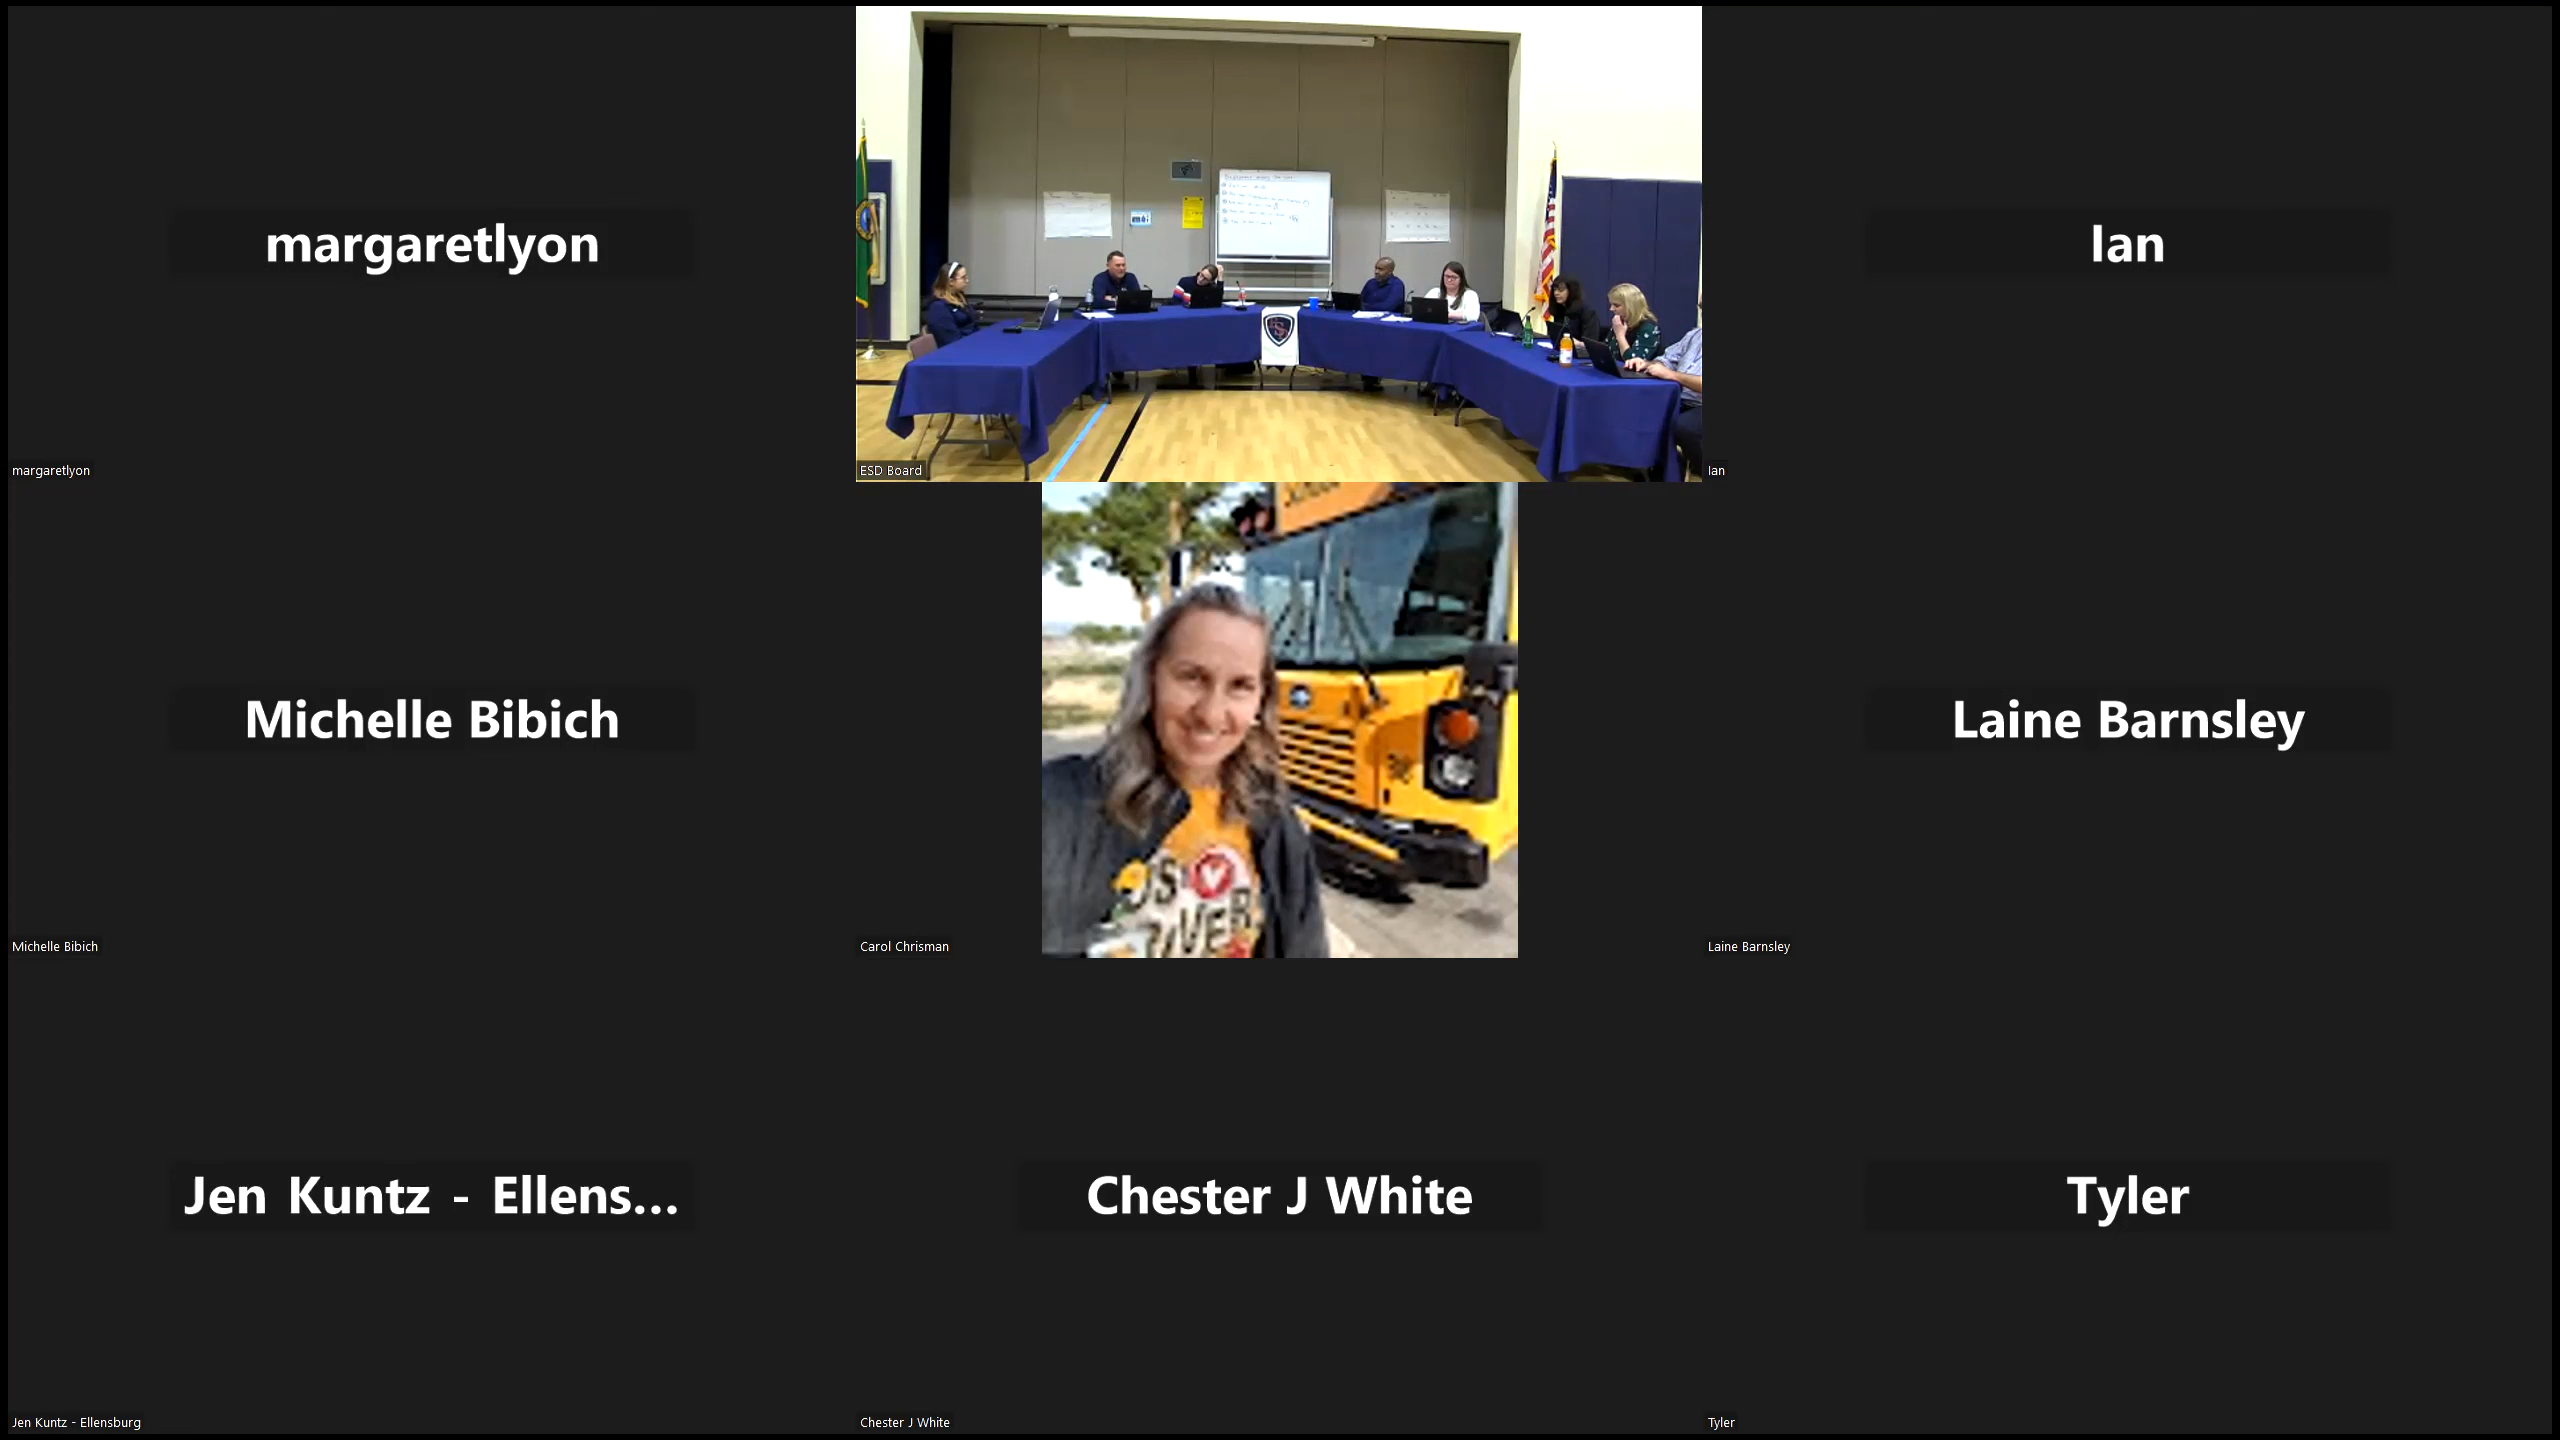 margaretlyon
margaretlyon
ESD Board
Ian
Ian
Michelle Bibich
Michelle Bibich
Carol Chrisman
Laine Barnsley
Laine Barnsley
Jen Kuntz - Ellens...
Jen Kuntz - Ellensburg
Chester J White
Chester J White
Tyler
Tyler